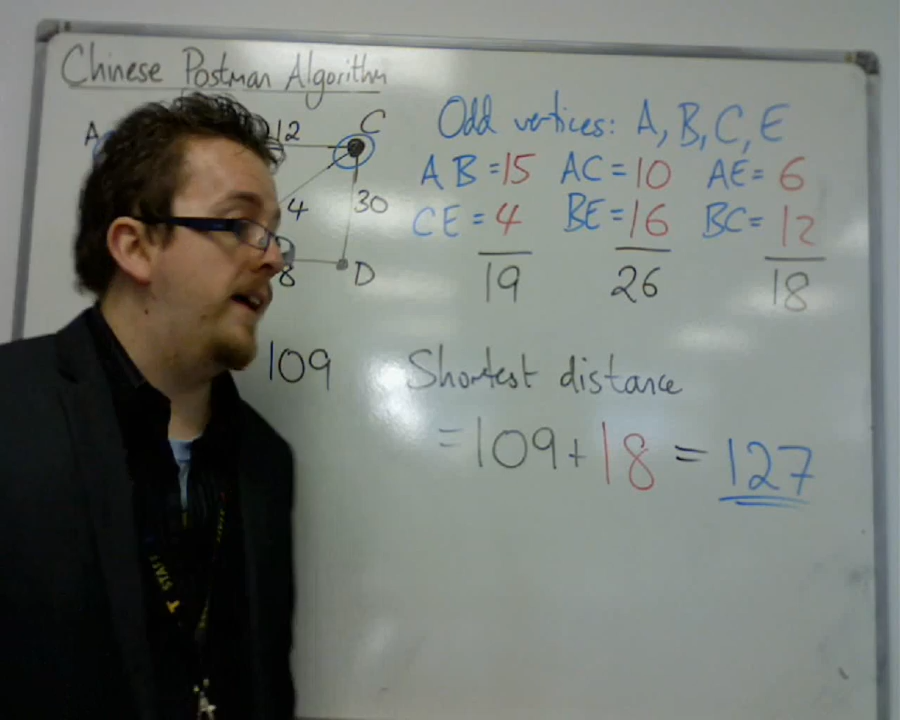 Chinese Postman Algorithm
A 12 C
Odd vertices: A, B, C, E
AB=15 AC=10 AE=6
4 30
CE=4 BE=16 BC=12
8 D
19 26 18
109
Shortest distance
=109+18=127
STAFF